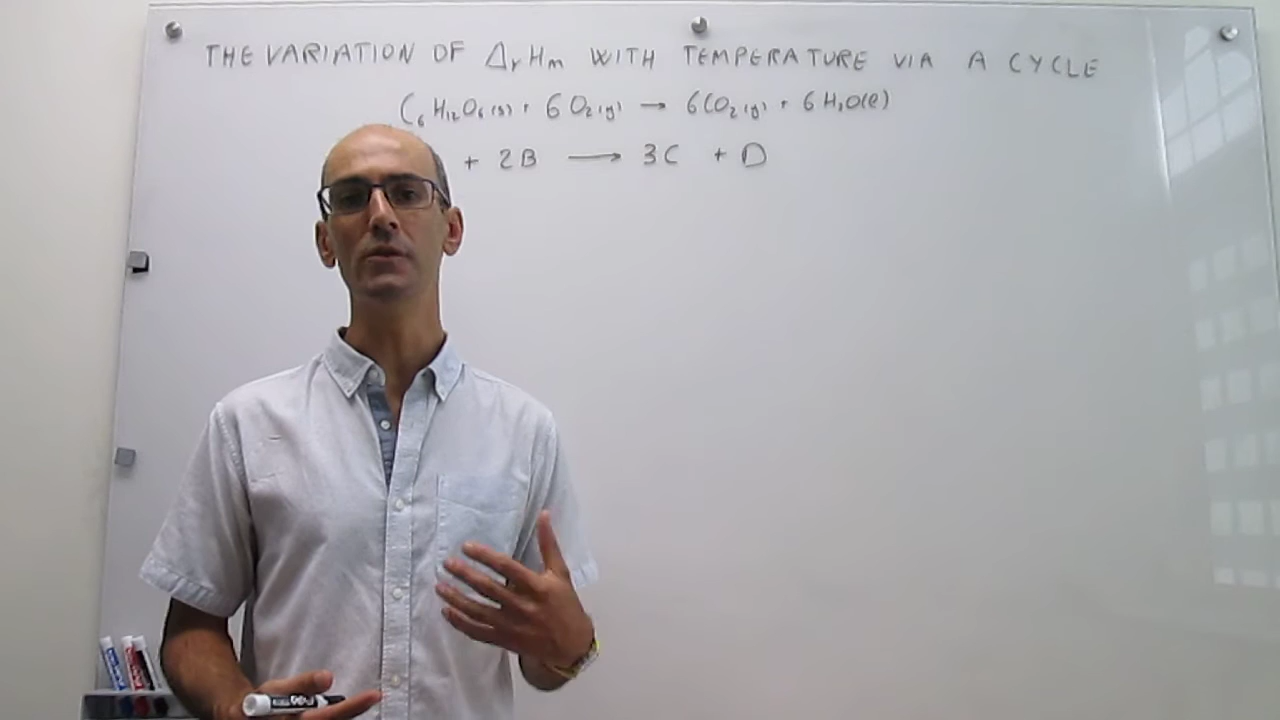 THE VARIATION OF ΔrHm WITH TEMPERATURE VIA A CYCLE
C6H12O6(s) + 6O2(g) → 6CO2(g) + 6H2O(l)
+ 2B → 3C + D